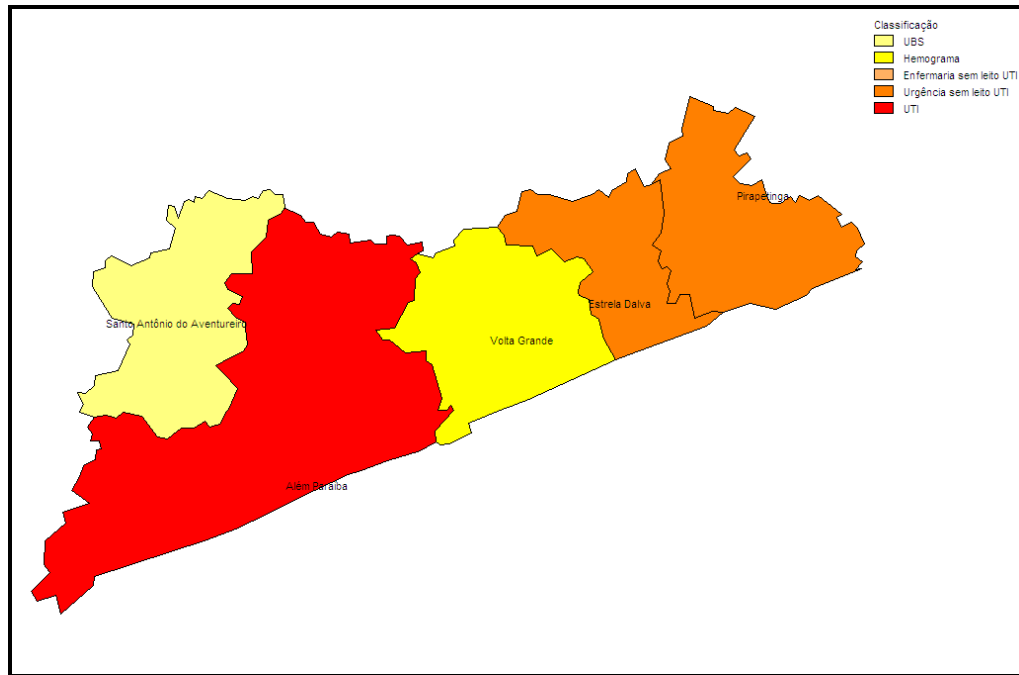 Classificação
UBS
Hemograma
Enfermaria sem leito UTI
Urgência sem leito UTI
UTI
Pirapetinga
Estrela Dalva
Santo Antônio do Aventureiro
Volta Grande
Além Paraíba